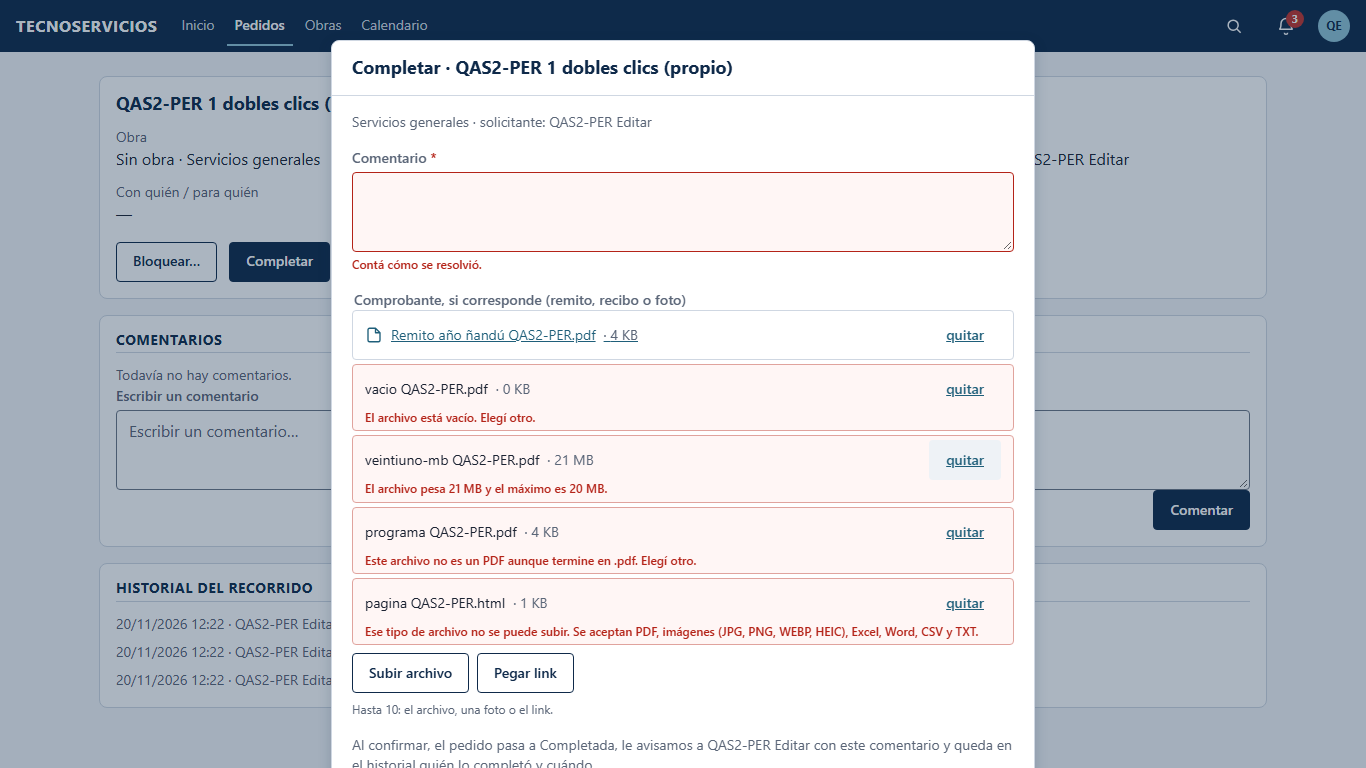 TECNOSERVICIOS Inicio Pedidos Obras Calendario 3 QE
Completar · QAS2-PER 1 dobles clics (propio)
QAS2-PER 1 dobles clics (
Servicios generales · solicitante: QAS2-PER Editar
Obra
Sin obra · Servicios generales
S2-PER Editar
Con quién / para quién
—
Bloquear... Completar
Comentario *
Contá cómo se resolvió.
Comprobante, si corresponde (remito, recibo o foto)
Remito año ñandú QAS2-PER.pdf · 4 KB quitar
vacio QAS2-PER.pdf · 0 KB quitar
El archivo está vacío. Elegí otro.
veintiuno-mb QAS2-PER.pdf · 21 MB quitar
El archivo pesa 21 MB y el máximo es 20 MB.
programa QAS2-PER.pdf · 4 KB quitar
Este archivo no es un PDF aunque termine en .pdf. Elegí otro.
pagina QAS2-PER.html · 1 KB quitar
Ese tipo de archivo no se puede subir. Se aceptan PDF, imágenes (JPG, PNG, WEBP, HEIC), Excel, Word, CSV y TXT.
Subir archivo Pegar link
Hasta 10: el archivo, una foto o el link.
Al confirmar, el pedido pasa a Completada, le avisamos a QAS2-PER Editar con este comentario y queda en
el historial quién lo completó y cuándo.
COMENTARIOS
Todavía no hay comentarios.
Escribir un comentario
Escribir un comentario...
Comentar
HISTORIAL DEL RECORRIDO
20/11/2026 12:22 · QAS2-PER Edita
20/11/2026 12:22 · QAS2-PER Edita
20/11/2026 12:22 · QAS2-PER Edita